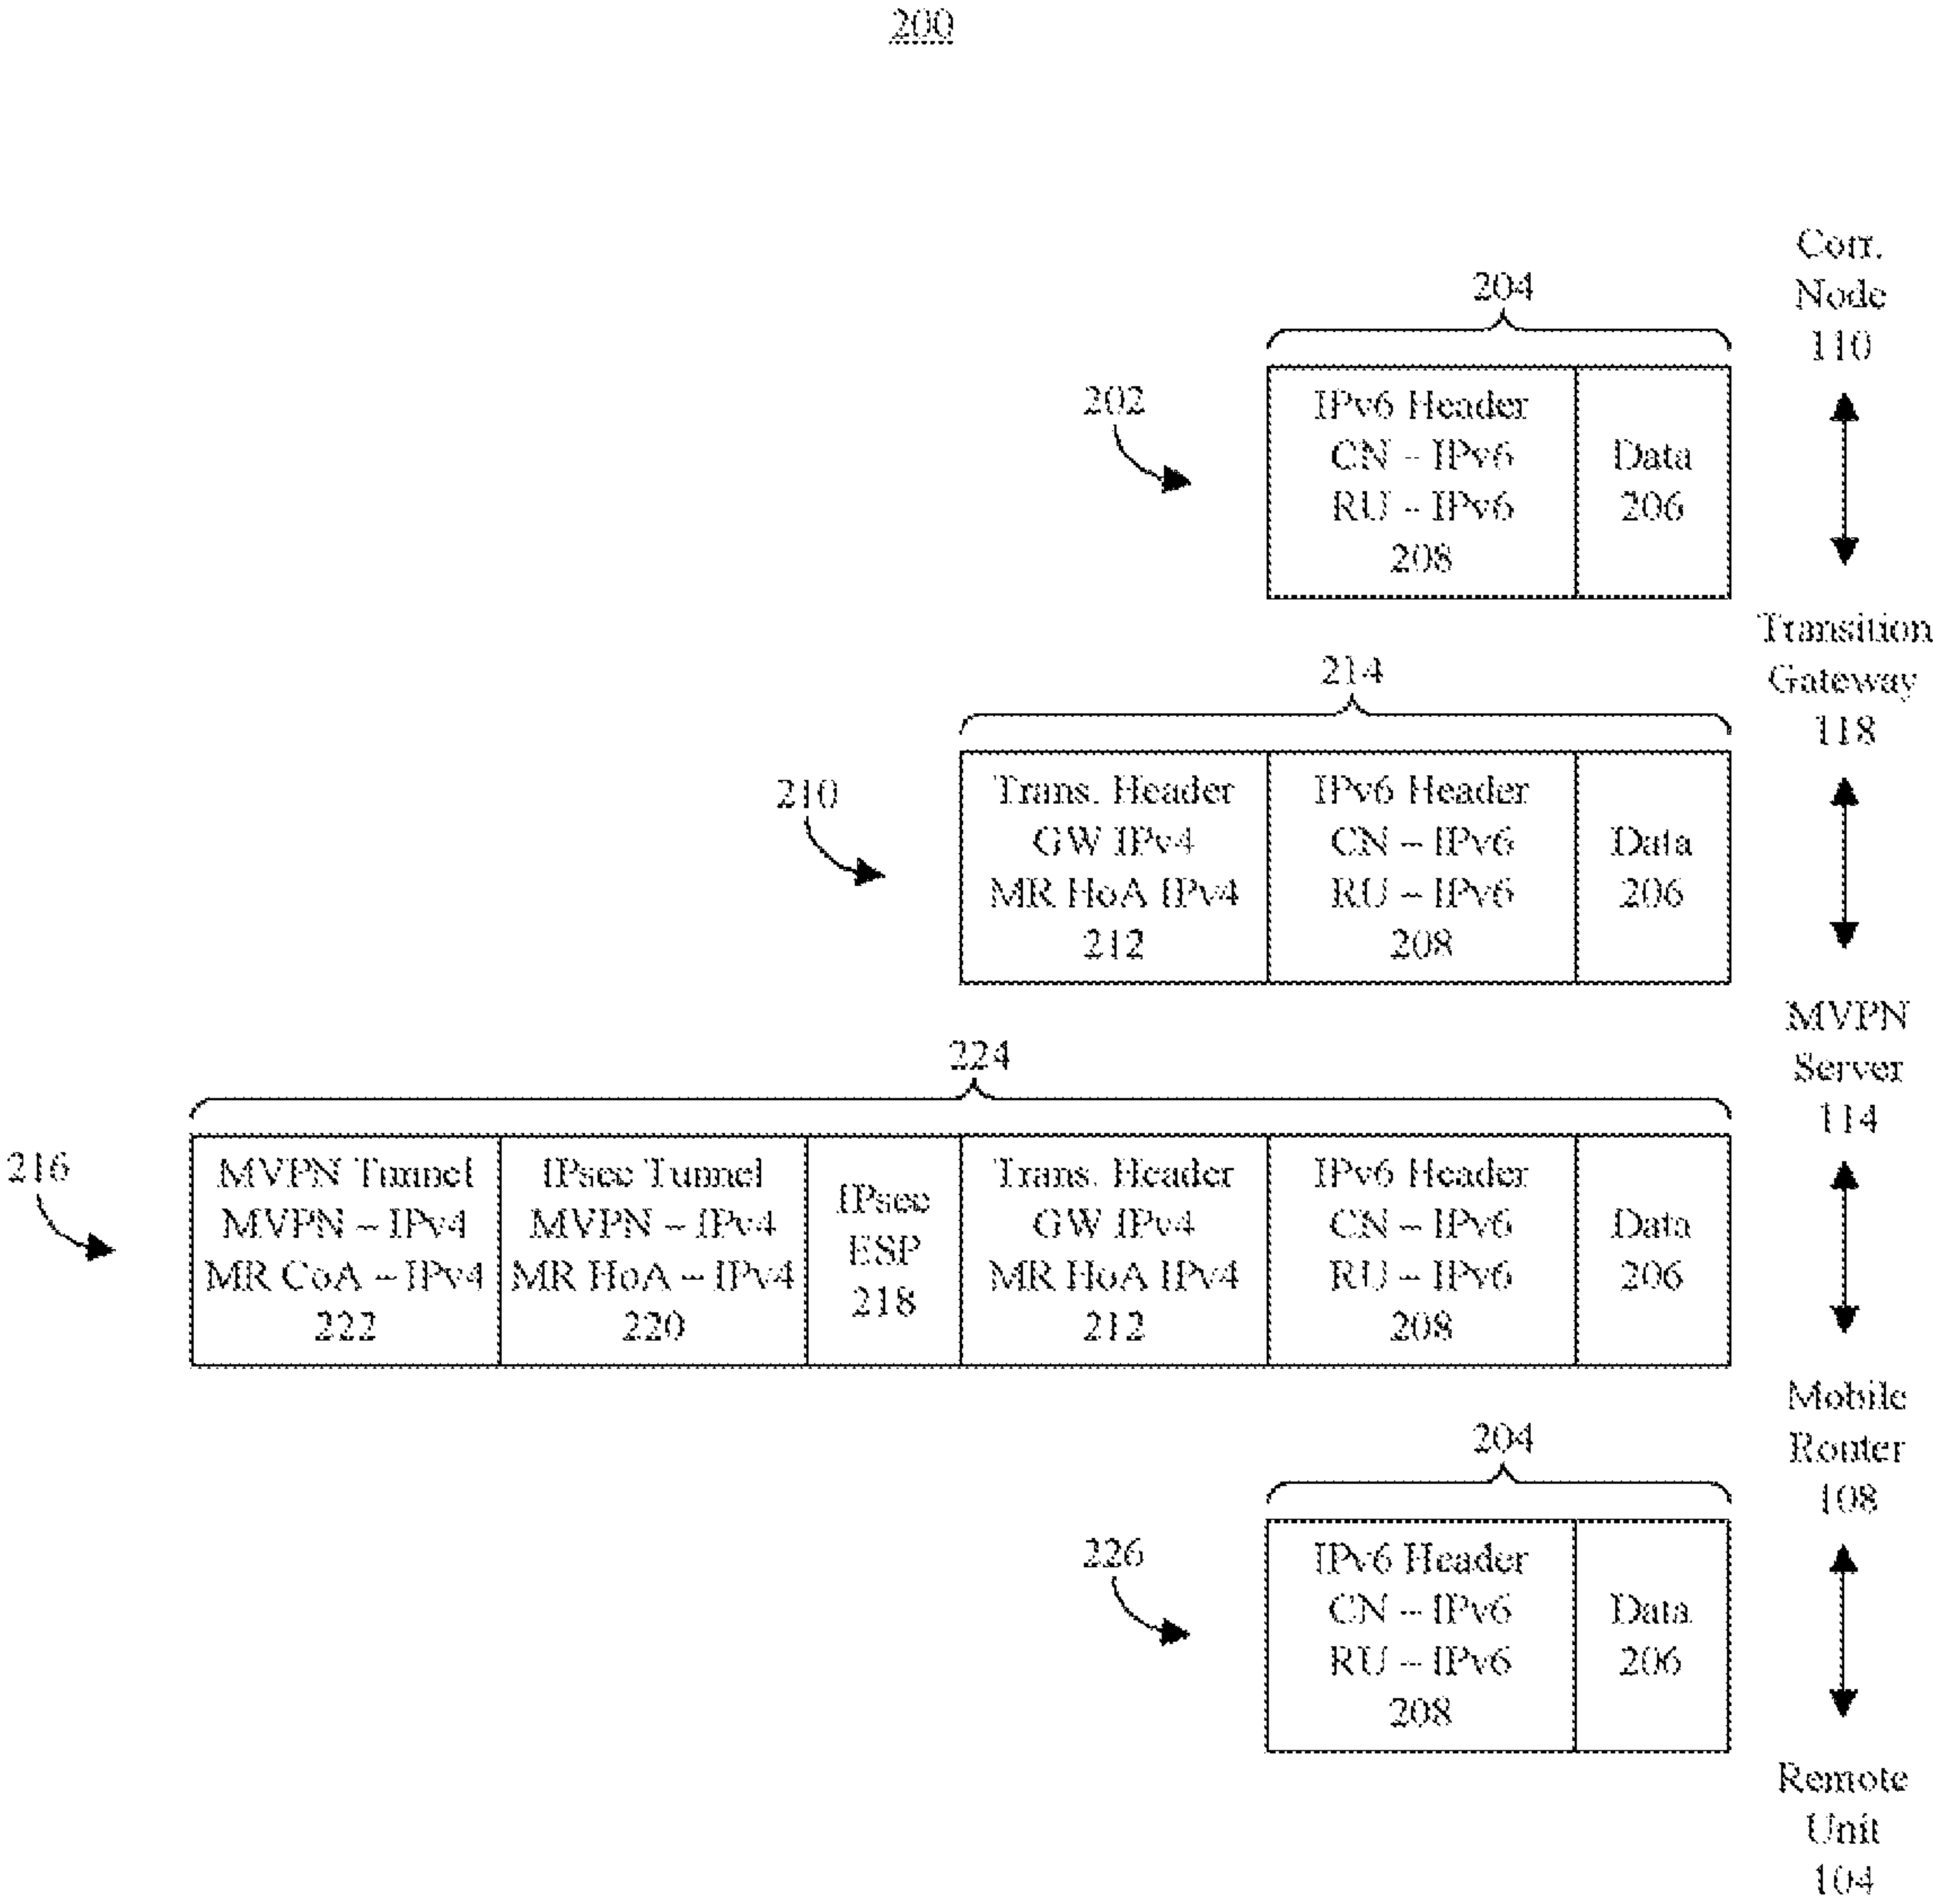 200
Corr.
Node
110
204
202
IPv6 Header
CN – IPv6
RU – IPv6
208
Data
206
Transition
Gateway
118
214
210
Trans. Header
GW IPv4
MR HoA IPv4
212
IPv6 Header
CN – IPv6
RU – IPv6
208
Data
206
MVPN
Server
114
224
216
MVPN Tunnel
MVPN – IPv4
MR CoA – IPv4
222
IPsec Tunnel
MVPN – IPv4
MR HoA – IPv4
220
IPsec
ESP
218
Trans. Header
GW IPv4
MR HoA IPv4
212
IPv6 Header
CN – IPv6
RU – IPv6
208
Data
206
Mobile
Router
108
204
226
IPv6 Header
CN – IPv6
RU – IPv6
208
Data
206
Remote
Unit
104